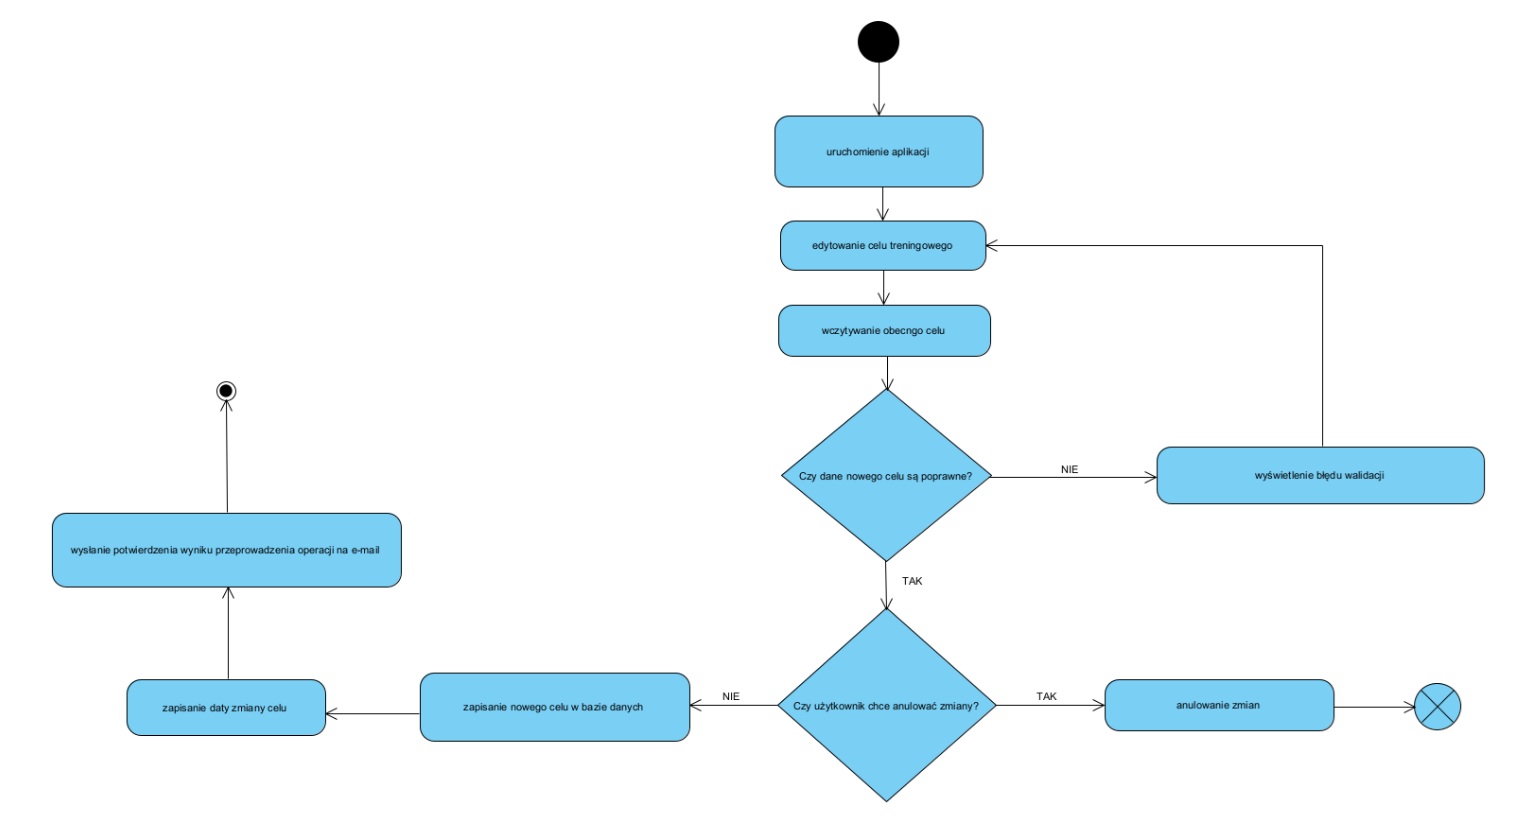 uruchomienie aplikacji
edytowanie celu treningowego
wczytywanie obecngo celu
Czy dane nowego celu są poprawne?
NIE
wyświetlenie błędu walidacji
TAK
Czy użytkownik chce anulować zmiany?
TAK
anulowanie zmian
NIE
zapisanie nowego celu w bazie danych
zapisanie daty zmiany celu
wysłanie potwierdzenia wyniku przeprowadzenia operacji na e-mail